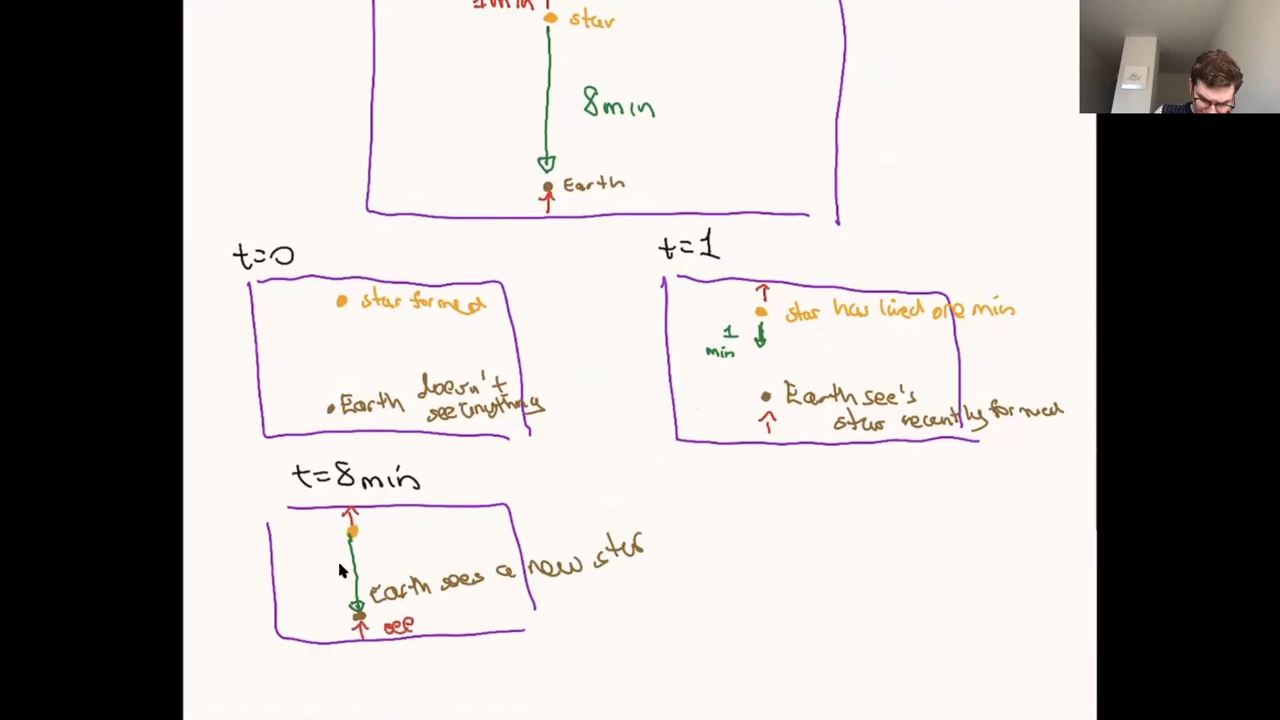 1min
star
8min
Earth
t=0
star formed
Earth doesn't
see anything
t=1
star has lived one min
1
min
Earth see's
star recently formed
t=8min
Earth sees a new star
see